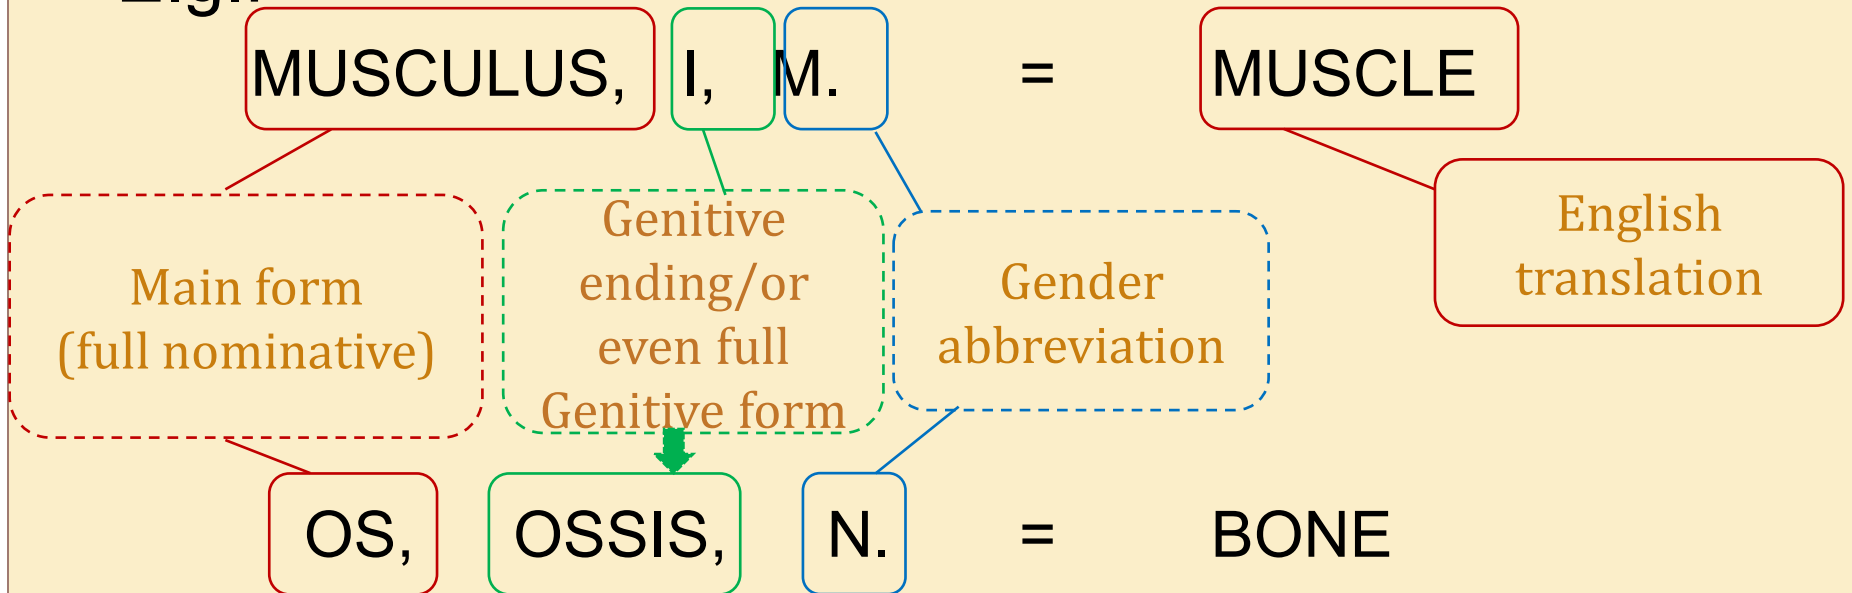 E.g.:
MUSCULUS, I, M. = MUSCLE
Main form
(full nominative)
Genitive
ending/or
even full
Genitive form
Gender
abbreviation
English
translation
OS, OSSIS, N. = BONE